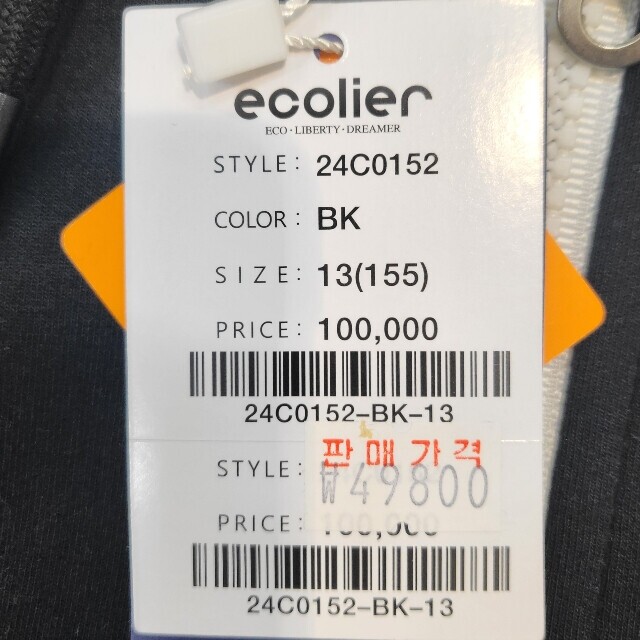 ecolier
ECO·LIBERTY·DREAMER
STYLE: 24C0152
COLOR: BK
SIZE: 13(155)
PRICE: 100,000
24C0152-BK-13
판매가격
STYLE:
₩49800
PRICE: 100,000
24C0152-BK-13